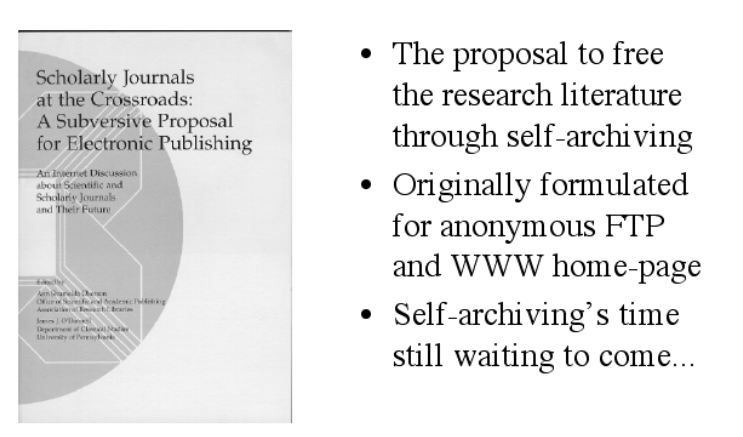 Scholarly Journals
at the Crossroads:
A Subversive Proposal
for Electronic Publishing
An Internet Discussion
about Scientific and
Scholarly Journals
and Their Future
Edited by
Ann Shumelda Okerson
Office of Scientific and Academic Publishing
Association of Research Libraries
James J. O'Donnell
Department of Classical Studies
University of Pennsylvania
• The proposal to free
the research literature
through self-archiving
• Originally formulated
for anonymous FTP
and WWW home-page
• Self-archiving’s time
still waiting to come...